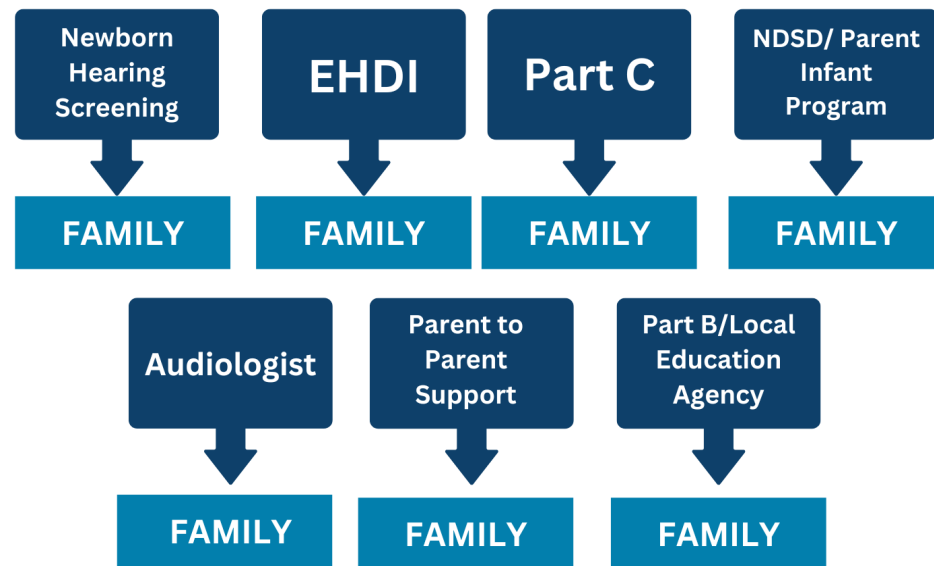 Newborn
Hearing
Screening
EHDI
Part C
NDSD/ Parent
Infant
Program
FAMILY
FAMILY
FAMILY
FAMILY
Audiologist
Parent to
Parent
Support
Part B/Local
Education
Agency
FAMILY
FAMILY
FAMILY